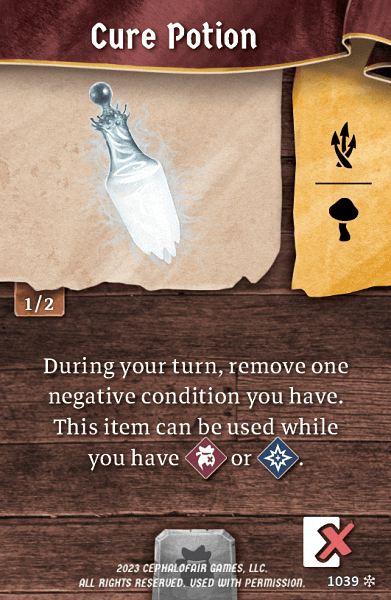 Cure Potion
1/2
During your turn, remove one
negative condition you have.
This item can be used while
you have or .
2023 CEPHALOFAIR GAMES, LLC.
ALL RIGHTS RESERVED. USED WITH PERMISSION.
1039